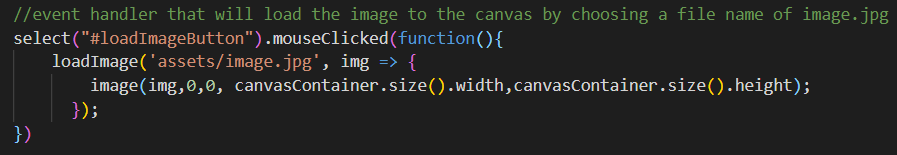 //event handler that will load the image to the canvas by choosing a file name of image.jpg
select("#loadImageButton").mouseClicked(function(){
    loadImage('assets/image.jpg', img => {
        image(img,0,0, canvasContainer.size().width,canvasContainer.size().height);
      });
})